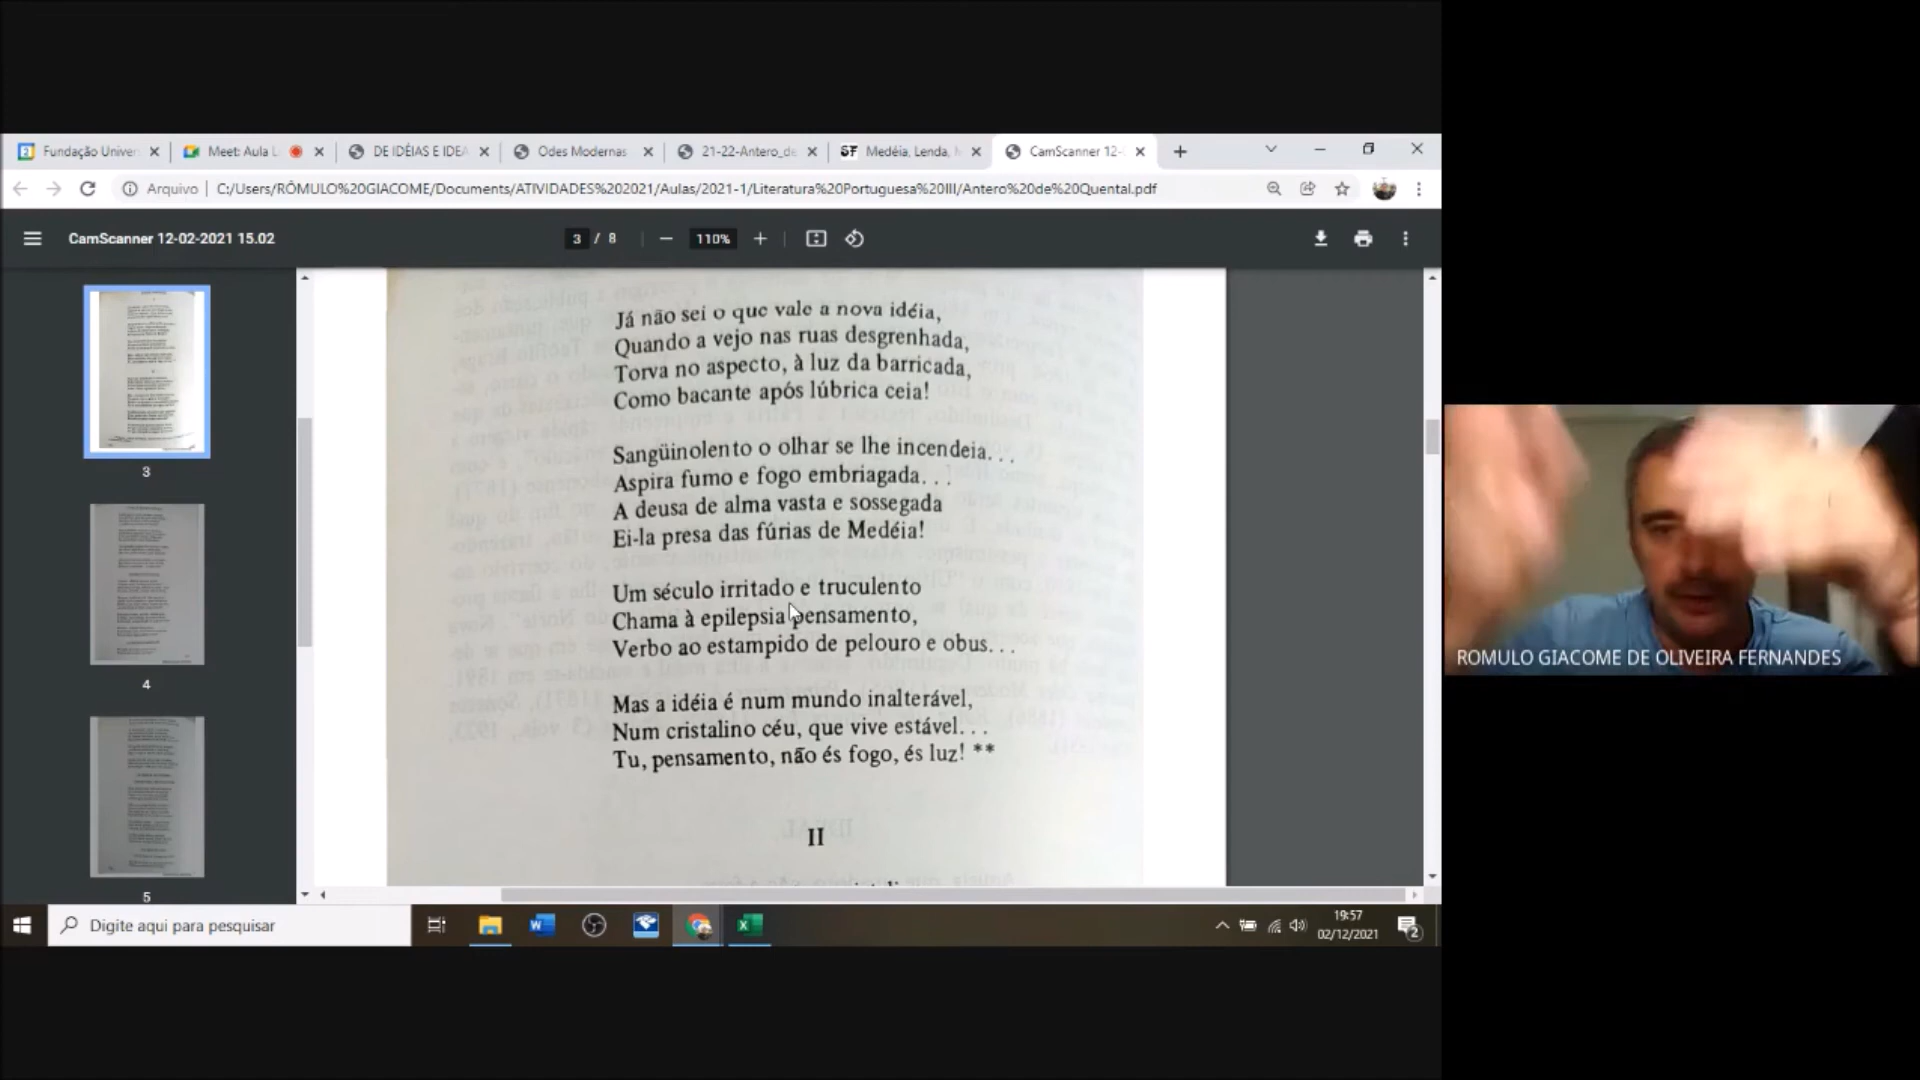 Fundação Univer
Meet: Aula L
DE IDÉIAS E IDEA
Odes Modernas
21-22-Antero_de
SF Medéia, Lenda,
CamScanner 12-
Arquivo C:/Users/RÔMULO%20GIACOME/Documents/ATIVIDADES%202021/Aulas/2021-1/Literatura%20Portuguesa%20III/Antero%20de%20Quental.pdf
CamScanner 12-02-2021 15.02
3 / 8
110%
3
4
5
Já não sei o que vale a nova idéia,
Quando a vejo nas ruas desgrenhada,
Torva no aspecto, à luz da barricada,
Como bacante após lúbrica ceia!
Sangüinolento o olhar se lhe incendeia. . .
Aspira fumo e fogo embriagada. . .
A deusa de alma vasta e sossegada
Ei-la presa das fúrias de Medéia!
Um século irritado e truculento
Chama à epilepsia pensamento,
Verbo ao estampido de pelouro e obus. . .
Mas a idéia é num mundo inalterável,
Num cristalino céu, que vive estável. . .
Tu, pensamento, não és fogo, és luz! **
II
ROMULO GIACOME DE OLIVEIRA FERNANDES
Digite aqui para pesquisar
19:57
02/12/2021
2